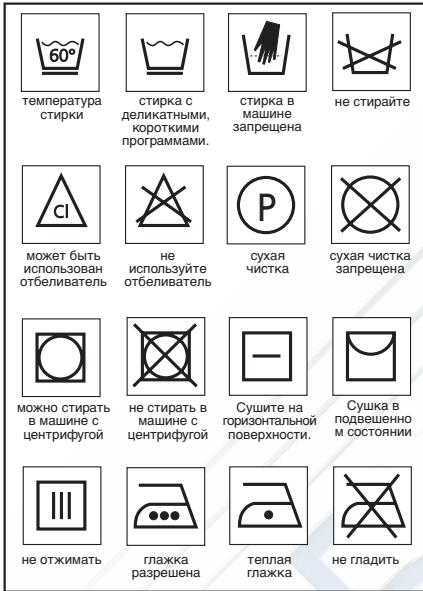 60°
температура
стирки
стирка с
деликатными,
короткими
программами.
стирка в
машине
запрещена
не стирайте
Cl
может быть
использован
отбеливатель
не
используйте
отбеливатель
P
сухая
чистка
сухая чистка
запрещена
можно стирать
в машине с
центрифугой
не стирать в
машине с
центрифугой
Сушите на
горизонтальной
поверхности.
Сушка в
подвешенно
м состоянии
не отжимать
глажка
разрешена
теплая
глажка
не гладить